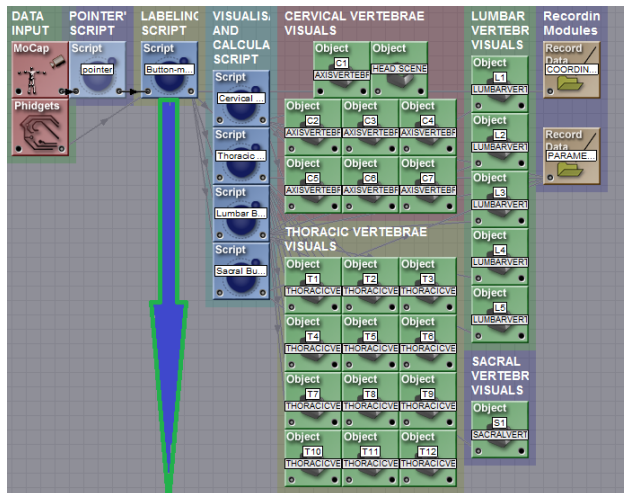 DATA
INPUT
MoCap
Phidgets
POINTER'
SCRIPT
Script
pointer
LABELING
SCRIPT
Script
Button-m...
VISUALISA
AND
CALCULA
SCRIPT
Script
Cervical ...
Script
Thoracic ...
Script
Lumbar B...
Script
Sacral Bu...
CERVICAL VERTEBRAE
VISUALS
Object Object
C1
AXISVERTEBF HEAD.SCENE
Object Object Object
C2 C3 C4
AXISVERTEBF AXISVERTEBF AXISVERTEBF
Object Object Object
C5 C6 C7
AXISVERTEBF AXISVERTEBF AXISVERTEBF
THORACIC VERTEBRAE
VISUALS
Object Object Object
T1 T2 T3
THORACICVE THORACICVE THORACICVE
Object Object Object
T4 T5 T6
THORACICVE THORACICVE THORACICVE
Object Object Object
T7 T8 T9
THORACICVE THORACICVE THORACICVE
Object Object Object
T10 T11 T12
THORACICVE THORACICVE THORACICVE
LUMBAR
VERTEBR
VISUALS
Object
L1
LUMBARVERT
Object
L2
LUMBARVERT
Object
L3
LUMBARVERT
Object
L4
LUMBARVERT
Object
L5
LUMBARVERT
SACRAL
VERTEBR
VISUALS
Object
S1
SACRALVERT
Recordin
Modules
Record
Data
COORDIN...
Record
Data
PARAME...